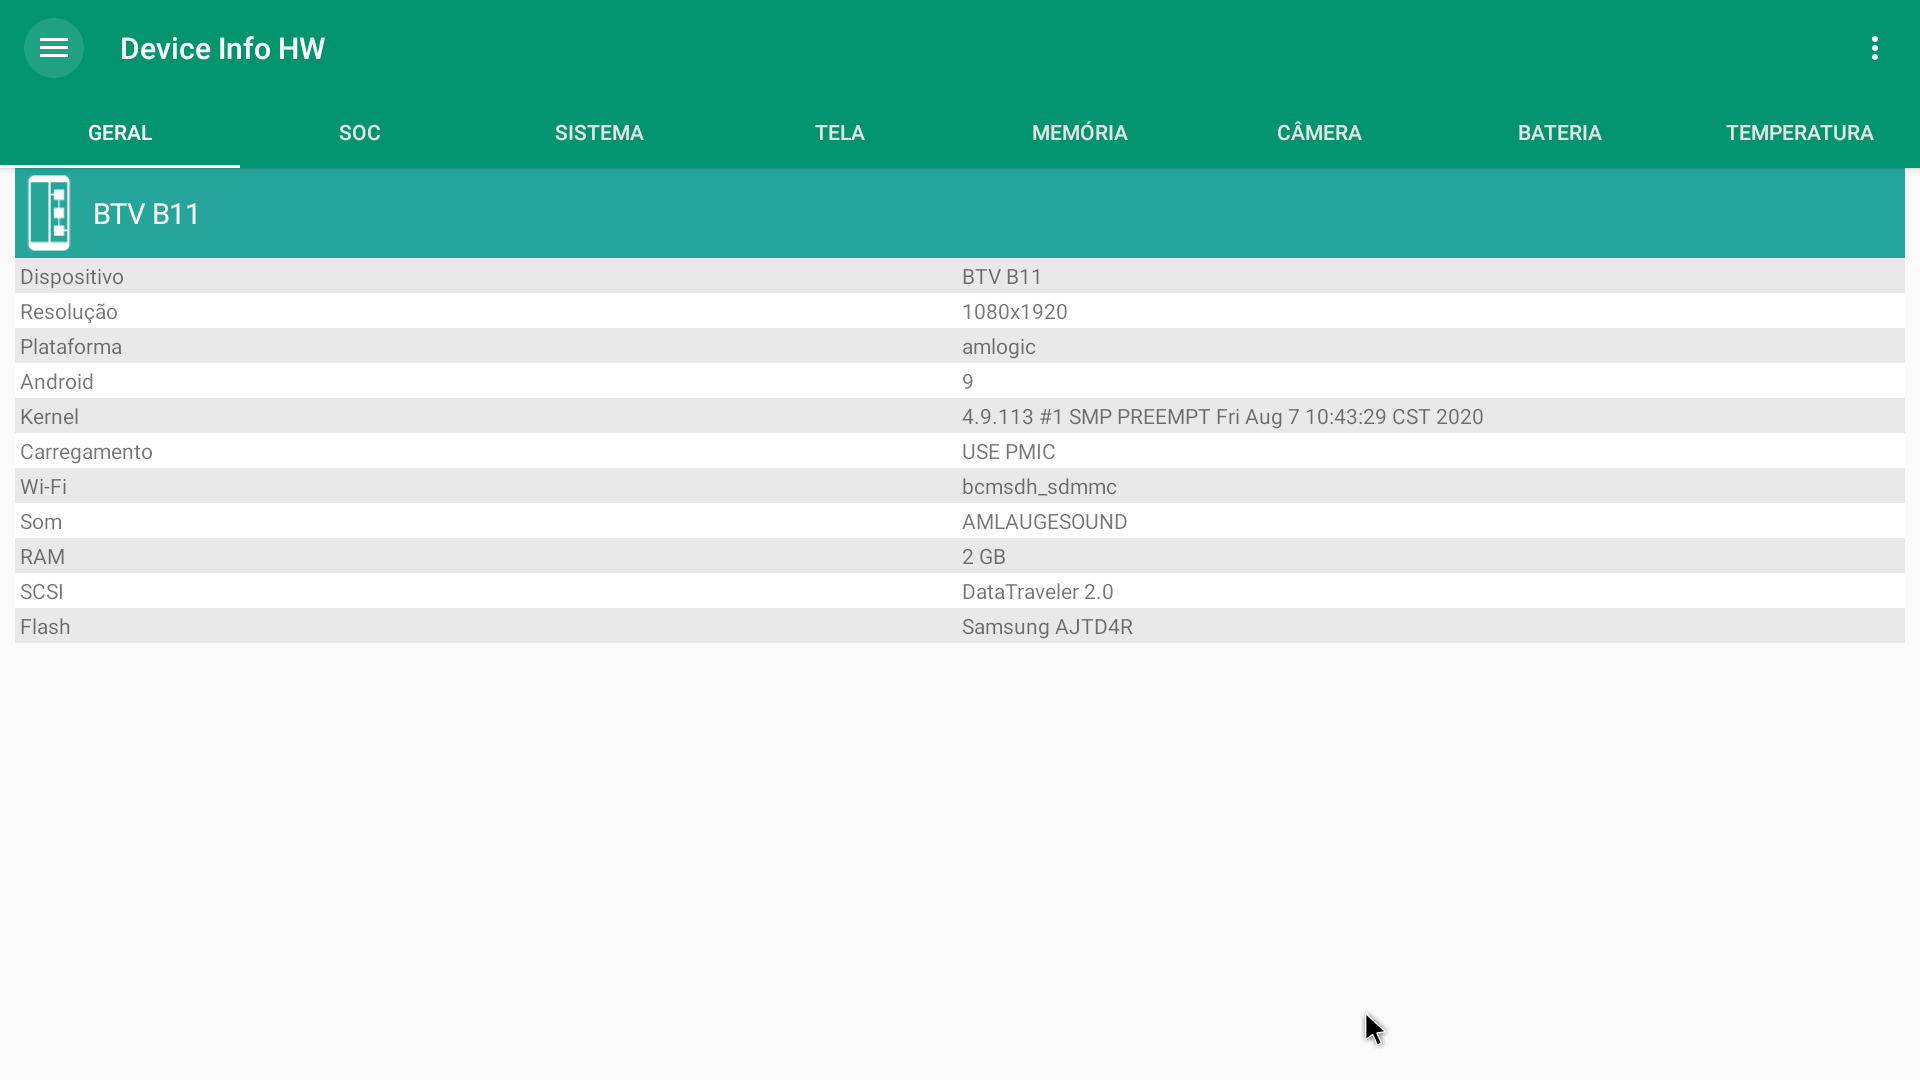 Device Info HW
GERAL SOC SISTEMA TELA MEMÓRIA CÂMERA BATERIA TEMPERATURA
BTV B11
Dispositivo BTV B11
Resolução 1080x1920
Plataforma amlogic
Android 9
Kernel 4.9.113 #1 SMP PREEMPT Fri Aug 7 10:43:29 CST 2020
Carregamento USE PMIC
Wi-Fi bcmsdh_sdmmc
Som AMLAUGESOUND
RAM 2 GB
SCSI DataTraveler 2.0
Flash Samsung AJTD4R